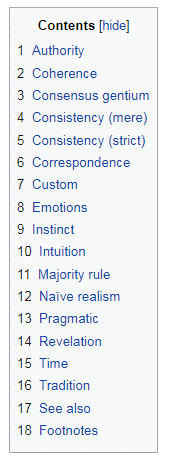 Contents [hide]
1 Authority
2 Coherence
3 Consensus gentium
4 Consistency (mere)
5 Consistency (strict)
6 Correspondence
7 Custom
8 Emotions
9 Instinct
10 Intuition
11 Majority rule
12 Naïve realism
13 Pragmatic
14 Revelation
15 Time
16 Tradition
17 See also
18 Footnotes